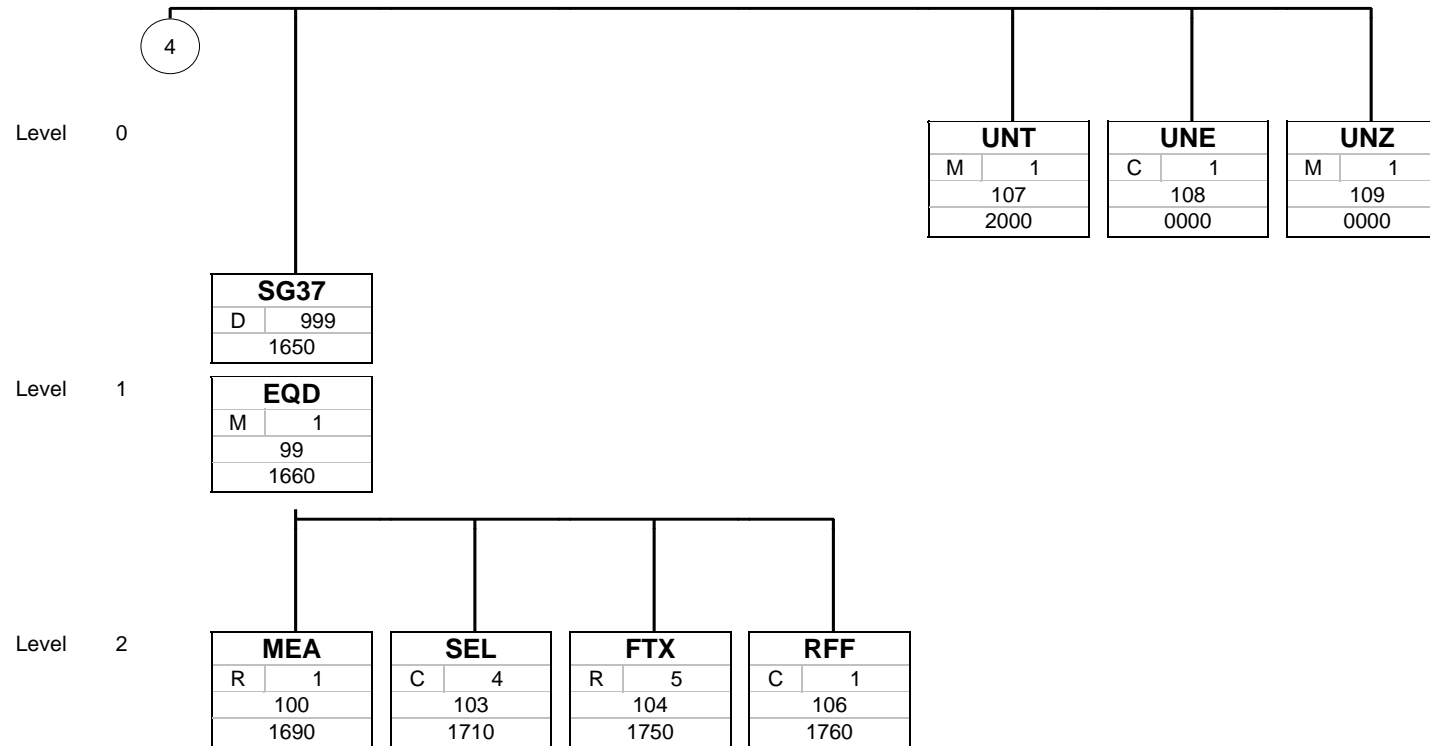 4
Level 0
UNT UNE UNZ
M 1 C 1 M 1
107 108 109
2000 0000 0000
SG37
D 999
1650
Level 1
EQD
M 1
99
1660
Level 2
MEA SEL FTX RFF
R 1 C 4 R 5 C 1
100 103 104 106
1690 1710 1750 1760